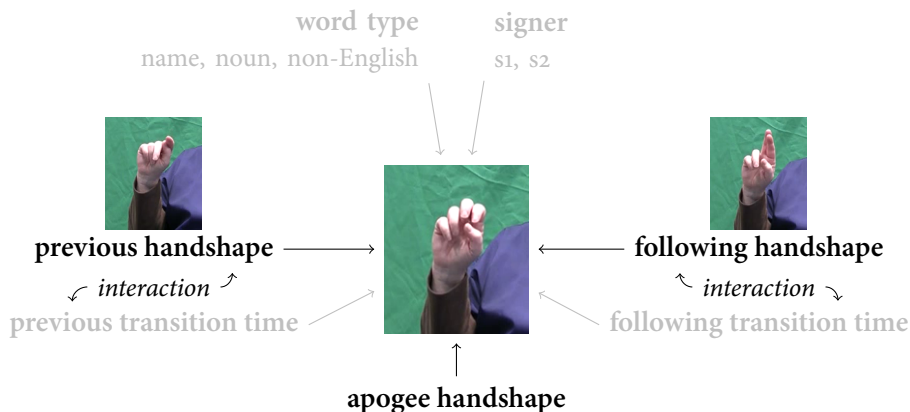 word type
signer
name, noun, non-English
s1, s2
previous handshape
following handshape
interaction
interaction
previous transition time
following transition time
apogee handshape